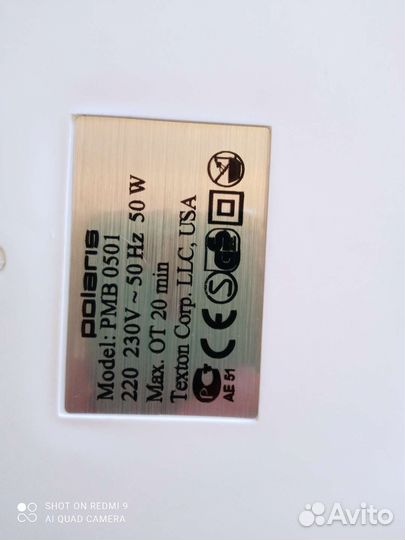 polaris
Model: PMB 0501
220 230V ~ 50 Hz 50 W
Max. OT 20 min
Texton Corp. LLC, USA
CE
AE 51
SHOT ON REDMI 9
AI QUAD CAMERA
Avito